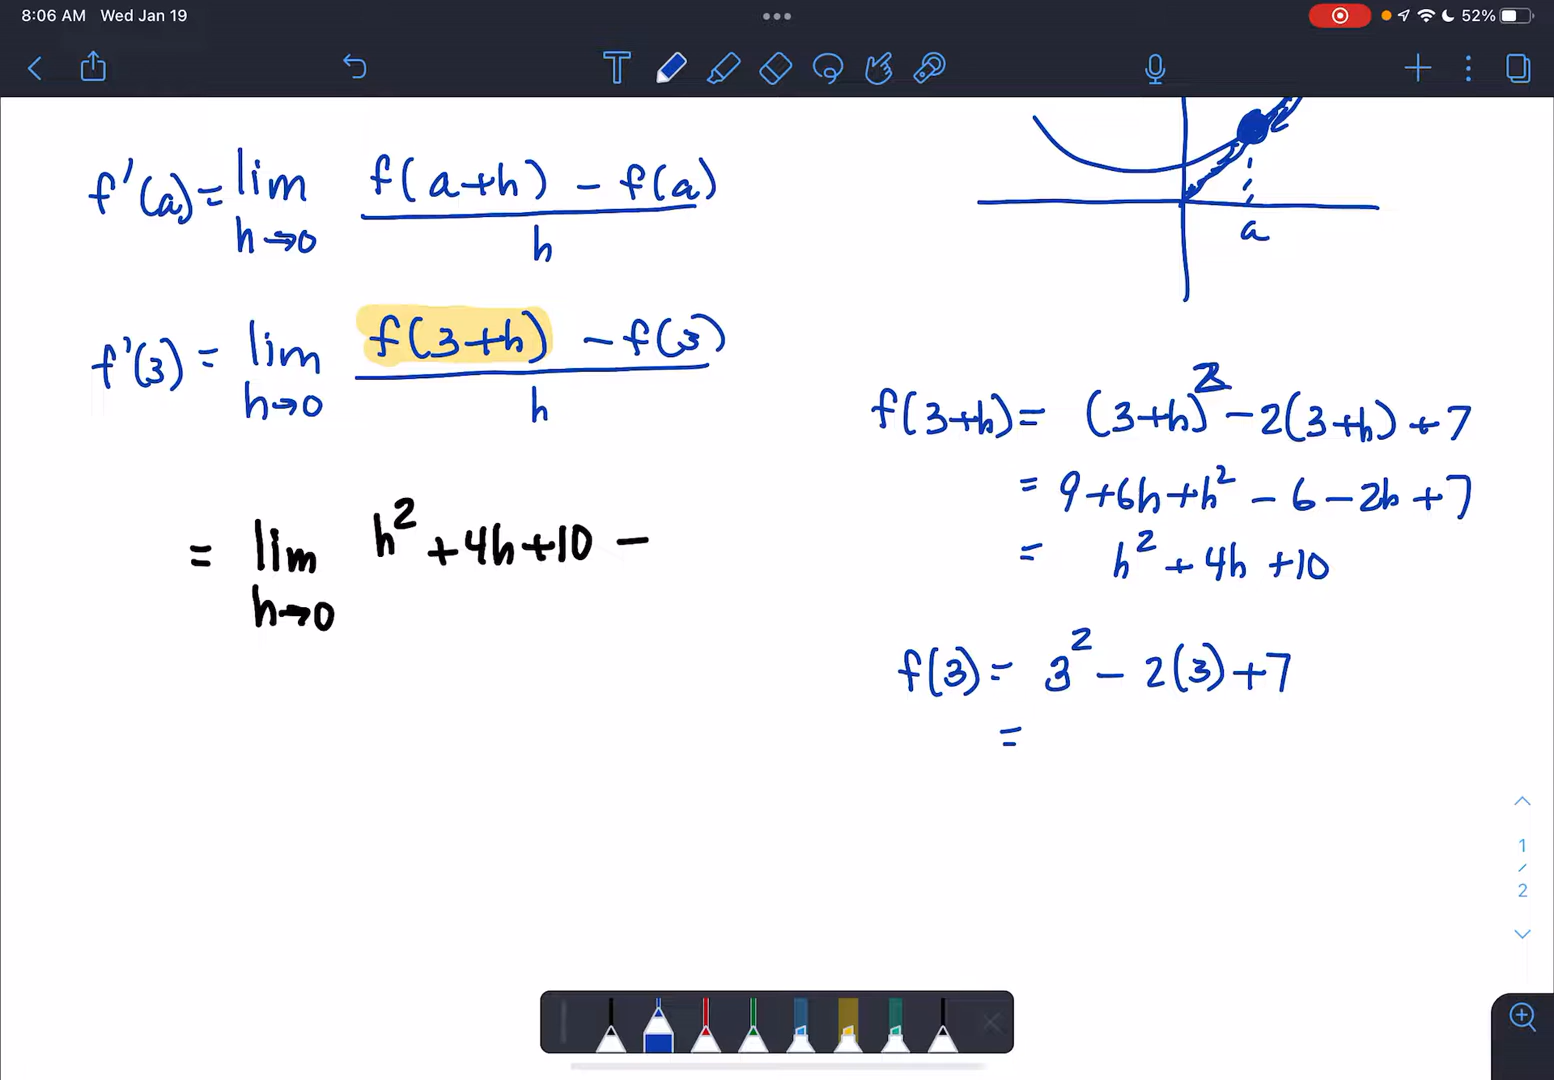 8:06 AM Wed Jan 19
52%
T
f'(a) = lim h→0 f(a+h) - f(a) / h
a
f'(3) = lim h→0 f(3+h) - f(3) / h
f(3+h) = (3+h)² - 2(3+h) + 7
= 9 + 6h + h² - 6 - 2h + 7
= h² + 4h + 10
= lim h→0 h² + 4h + 10 -
f(3) = 3² - 2(3) + 7
=
1
/
2